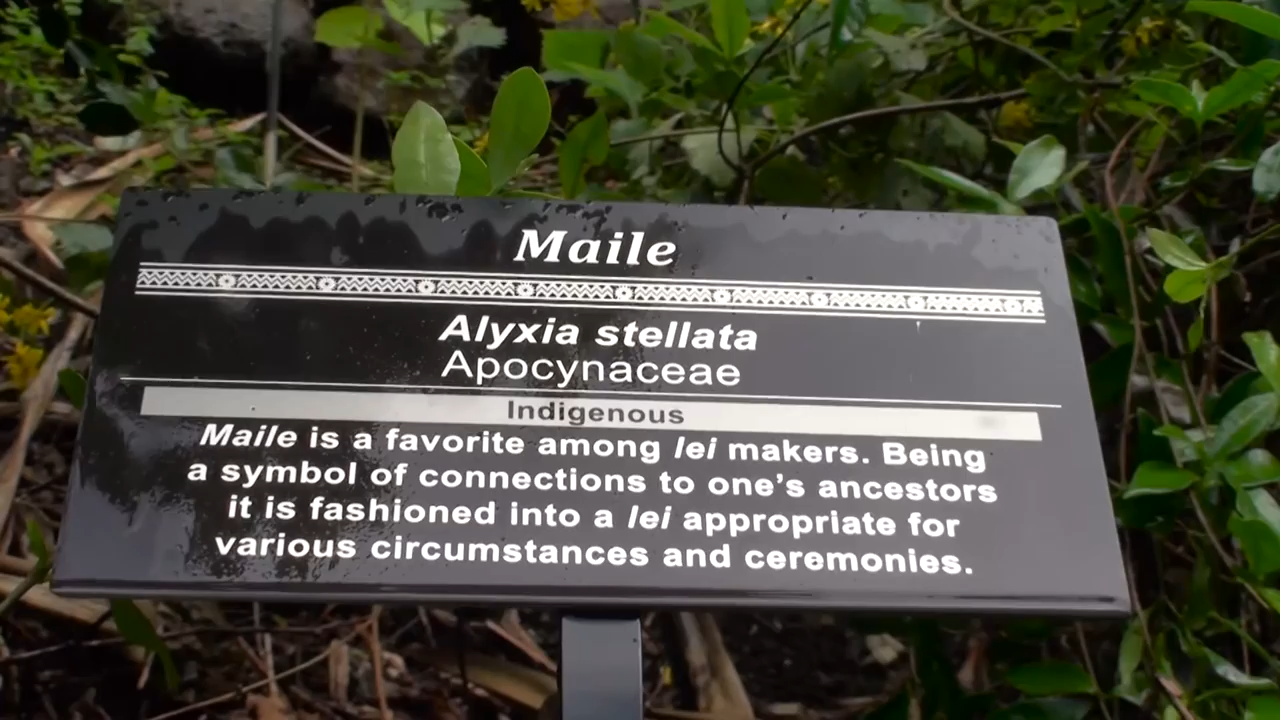 Maile
Alyxia stellata
Apocynaceae
Indigenous
Maile is a favorite among lei makers. Being
a symbol of connections to one's ancestors
it is fashioned into a lei appropriate for
various circumstances and ceremonies.